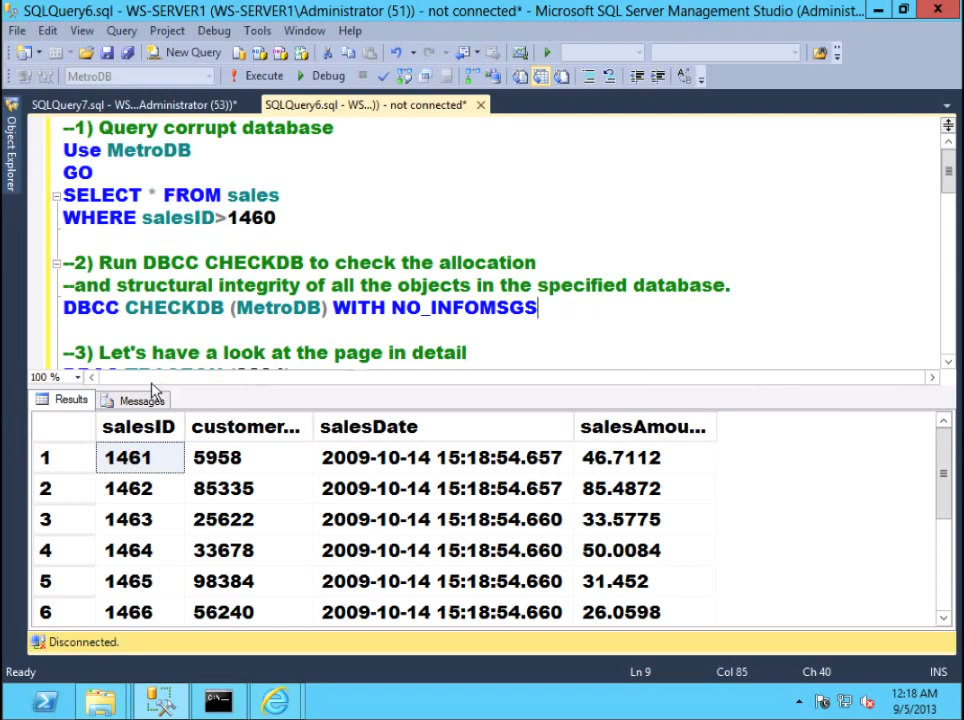 SQLQuery6.sql - WS-SERVER1 (WS-SERVER1\Administrator (51)) - not connected* - Microsoft SQL Server Management Studio (Administ...
File Edit View Query Project Debug Tools Window Help
New Query
MetroDB Execute Debug
SQLQuery7.sql - WS...Administrator (53))* SQLQuery6.sql - WS...)) - not connected*
Object Explorer
--1) Query corrupt database
Use MetroDB
GO
SELECT * FROM sales
WHERE salesID>1460
--2) Run DBCC CHECKDB to check the allocation
--and structural integrity of all the objects in the specified database.
DBCC CHECKDB (MetroDB) WITH NO_INFOMSGS
--3) Let's have a look at the page in detail
100 %
Results Messages
salesID customer... salesDate salesAmou...
1 1461 5958 2009-10-14 15:18:54.657 46.7112
2 1462 85335 2009-10-14 15:18:54.657 85.4872
3 1463 25622 2009-10-14 15:18:54.660 33.5775
4 1464 33678 2009-10-14 15:18:54.660 50.0084
5 1465 98384 2009-10-14 15:18:54.660 31.452
6 1466 56240 2009-10-14 15:18:54.660 26.0598
Disconnected.
Ready Ln 9 Col 85 Ch 40 INS
12:18 AM
9/5/2013